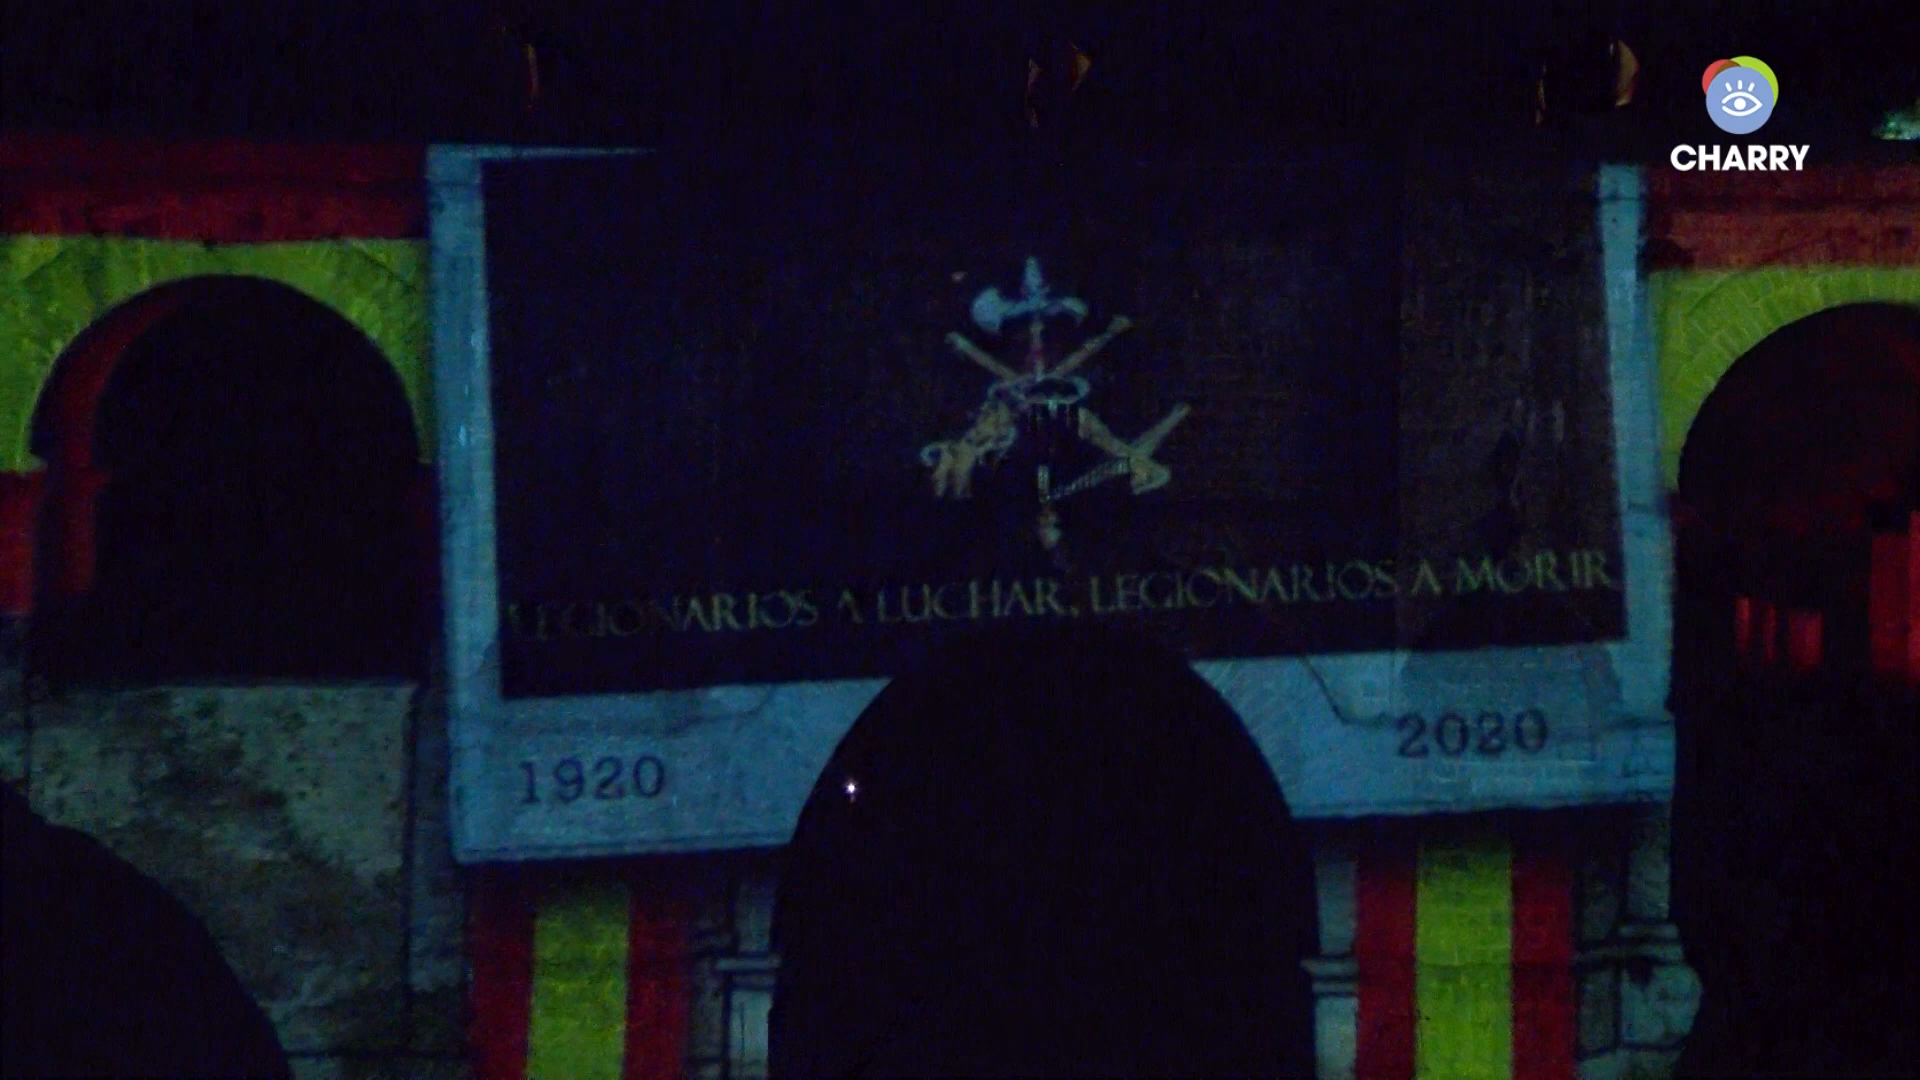 CHARRY
LEGIONARIOS A LUCHAR, LEGIONARIOS A MORIR
1920
2020